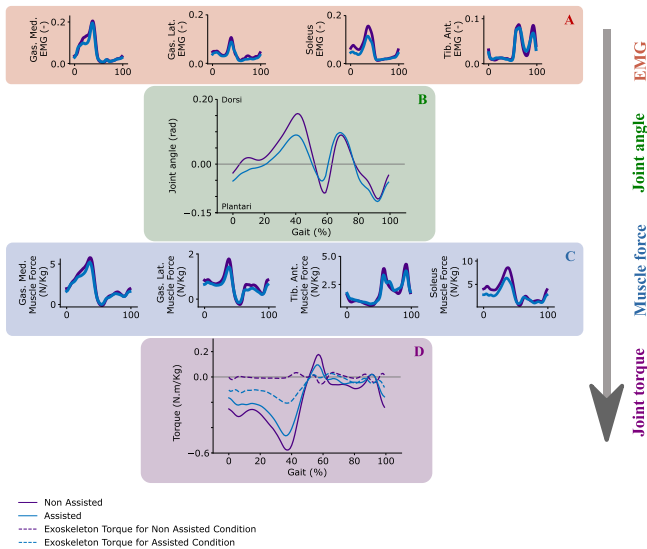 A
Gas. Med.
EMG (-)
0.2
0.0
0
100
Gas. Lat.
EMG (-)
0.2
0.0
0
100
Soleus
EMG (-)
0.2
0.0
0
100
Tib. Ant.
EMG (-)
0.1
0.0
0
100
EMG
B
Joint angle (rad)
0.20
0.00
−0.15
Dorsi
Plantari
0
20
40
60
80
100
Gait (%)
Joint angle
C
Gas. Med.
Muscle Force
(N/Kg)
5
0
0
100
Gas. Lat.
Muscle Force
(N/Kg)
2
0
0
100
Tib. Ant.
Muscle Force
(N/Kg)
5.0
2.5
0
100
Soleus
Muscle Force
(N/Kg)
10
5
0
100
Muscle force
D
Torque (N.m/Kg)
0.2
0.0
−0.6
0
20
40
60
80
100
Gait (%)
Joint torque
Non Assisted
Assisted
Exoskeleton Torque for Non Assisted Condition
Exoskeleton Torque for Assisted Condition